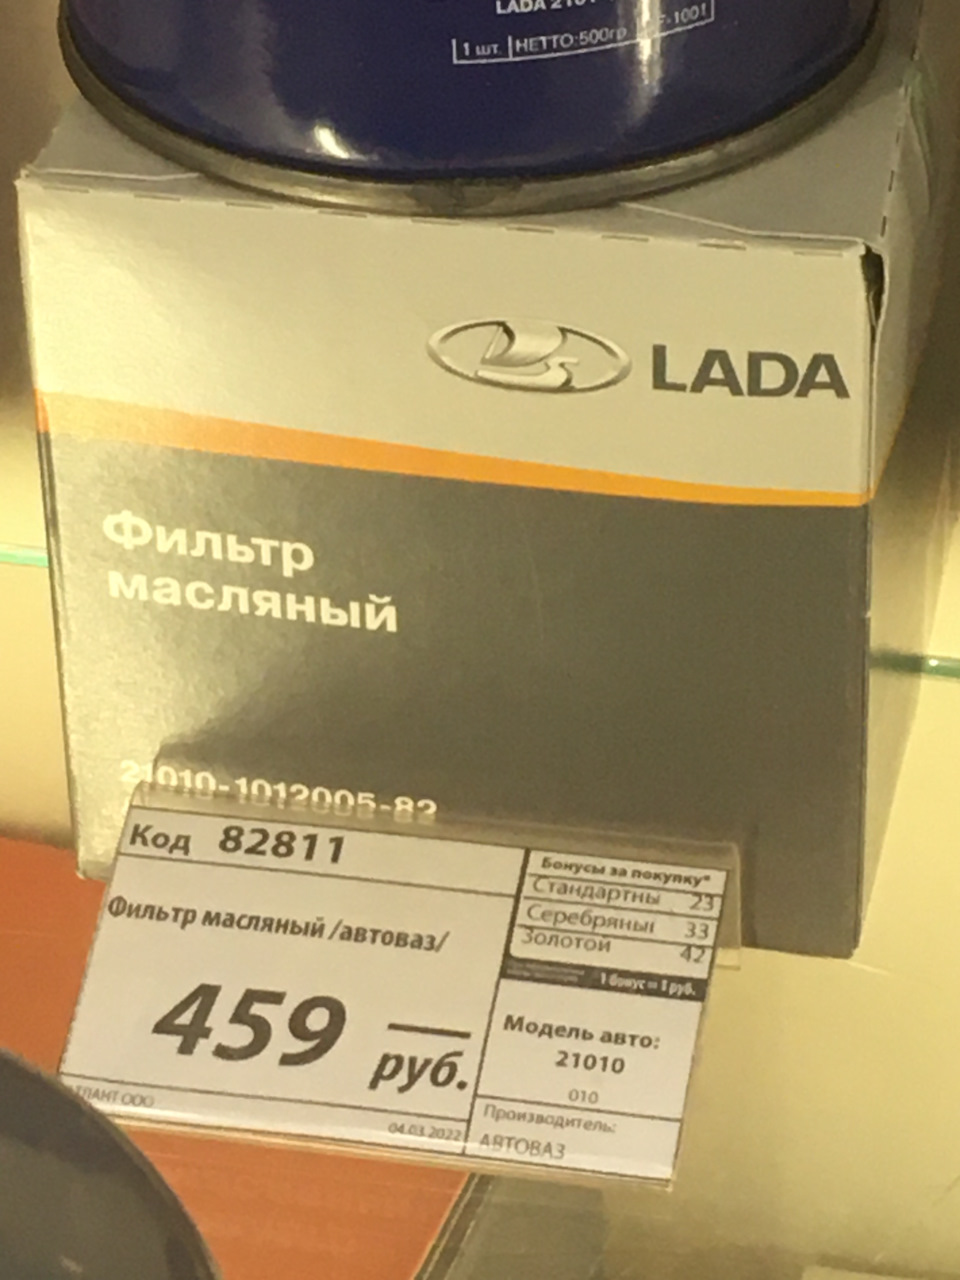 LADA
1 шт. НЕТТО:500гр
LADA
Фильтр
масляный
21010-1012005-82
Код 82811
Фильтр масляный /автоваз/
459 руб.
ООО
04.03.2022
Бонусы за покупку*
Стандартны 23
Серебряны 33
Золотой 42
1 бонус = 1 руб.
Модель авто:
21010
010
Производитель:
АВТОВАЗ